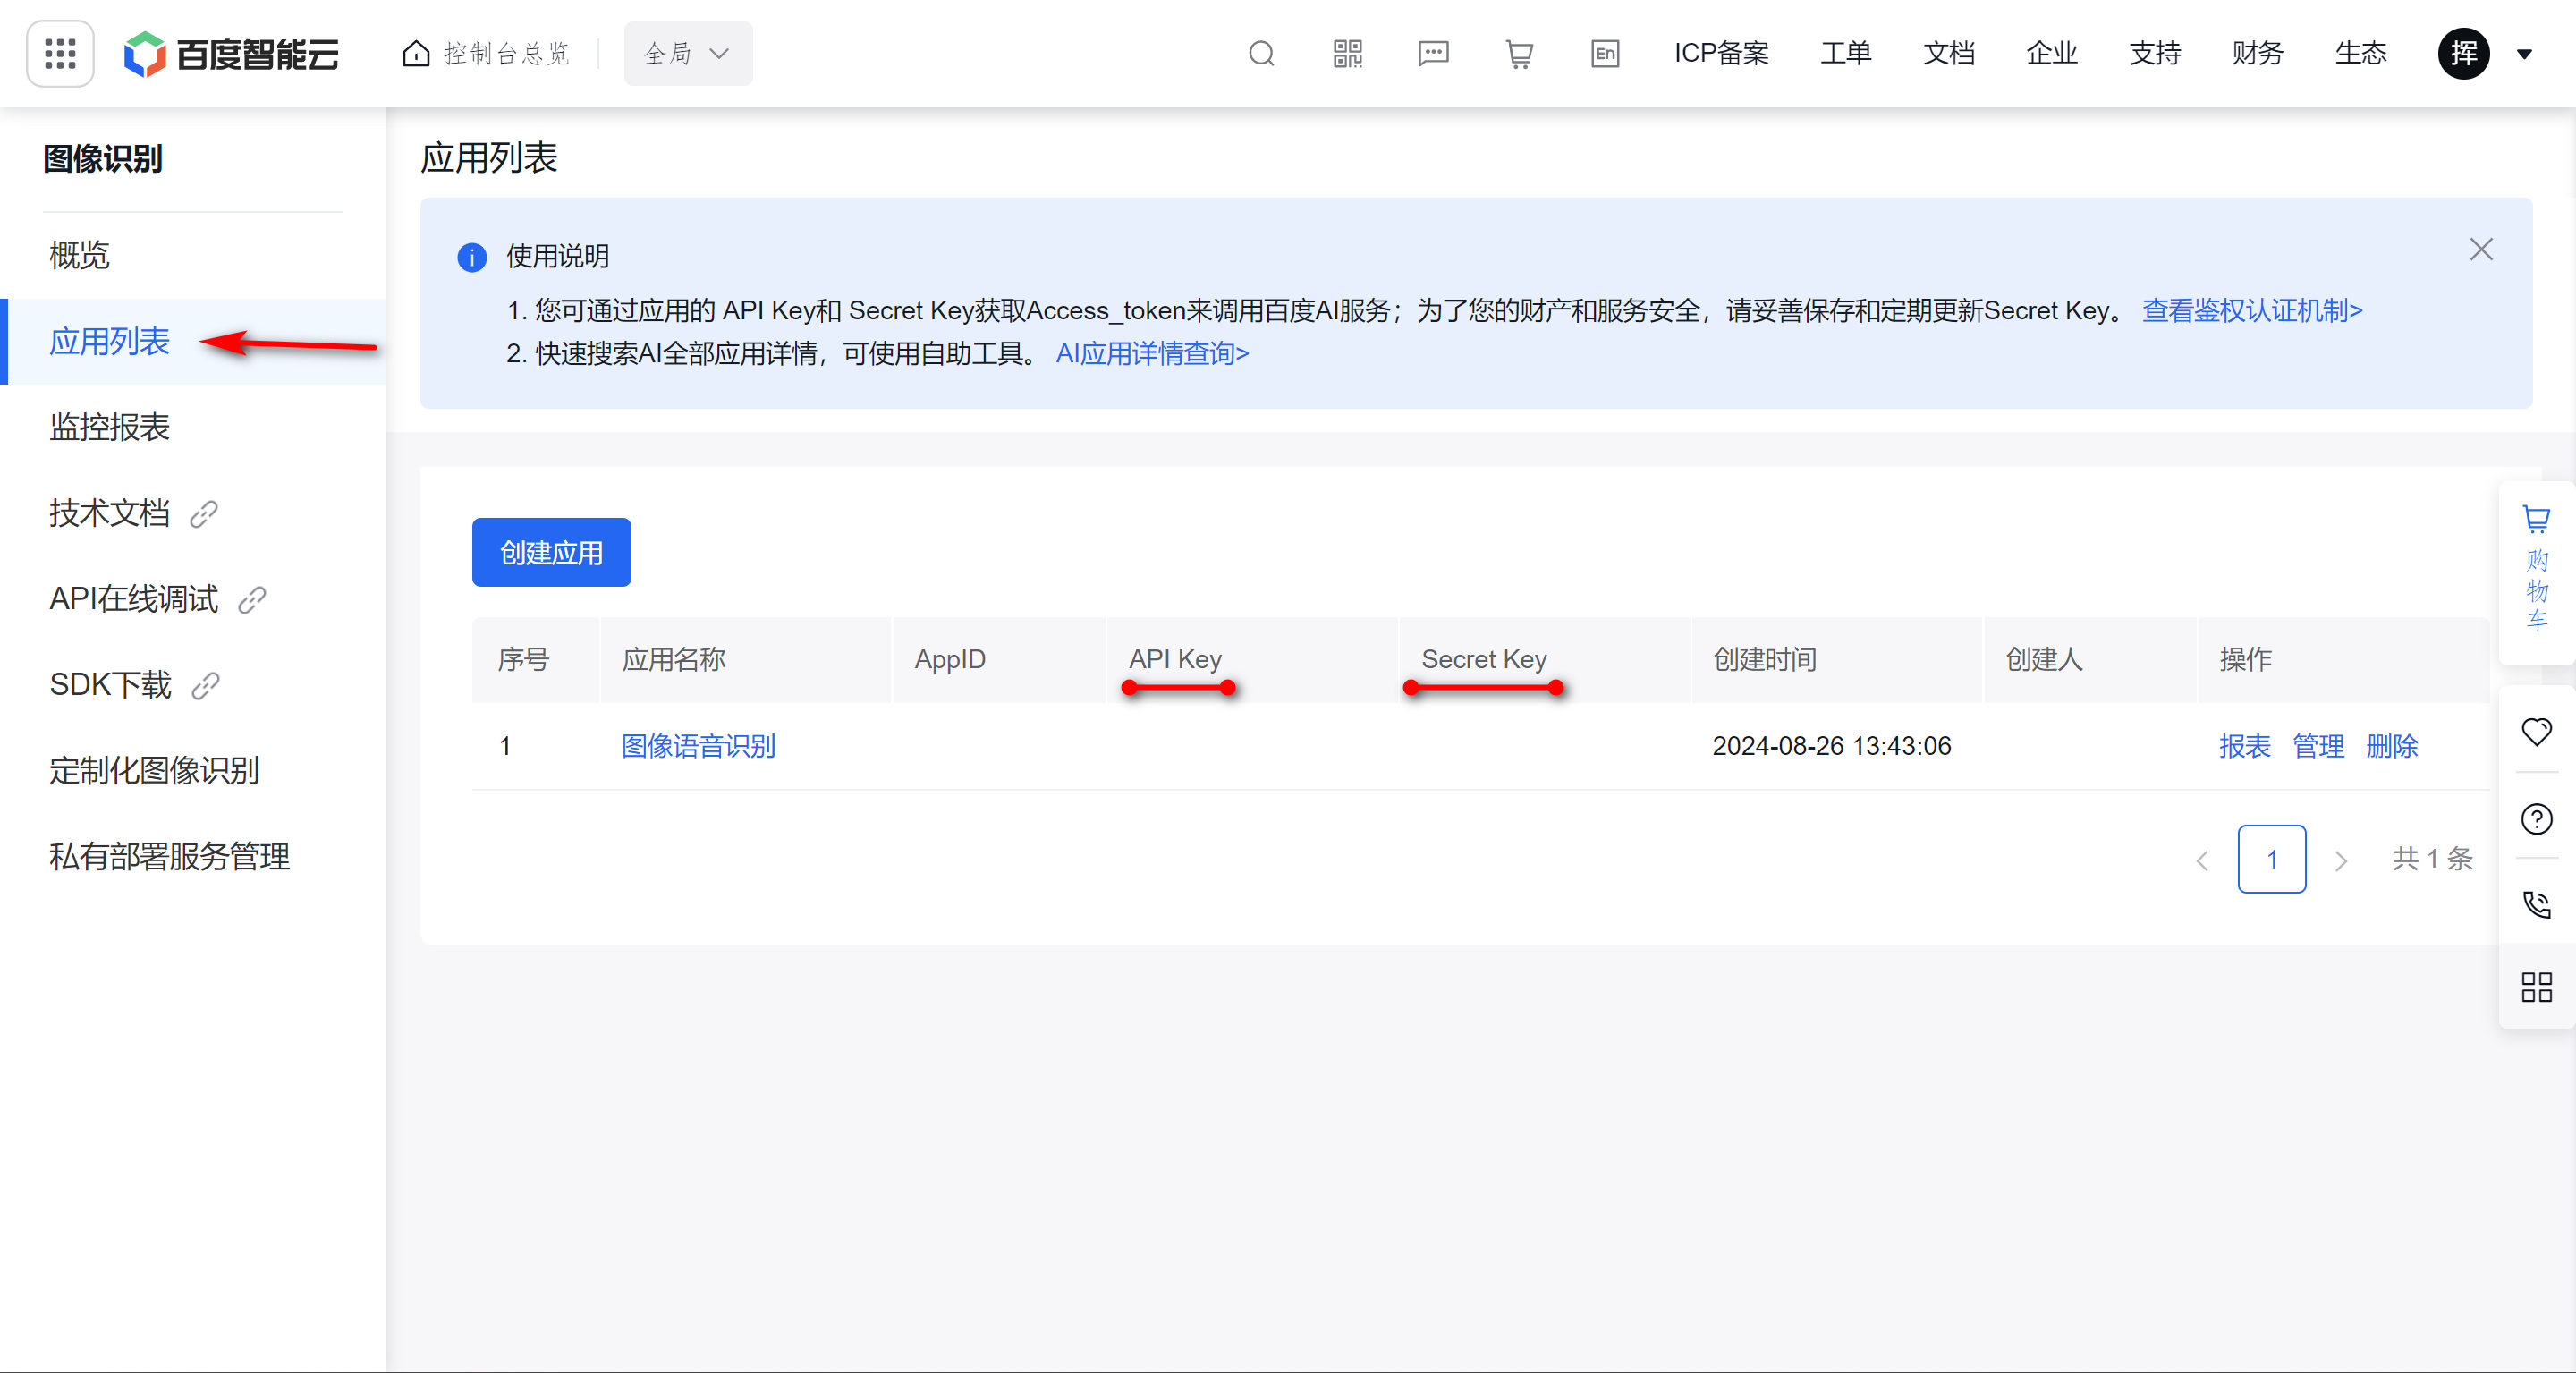 百度智能云 控制台总览 全局 En ICP备案 工单 文档 企业 支持 财务 生态 挥
图像识别
概览
应用列表
监控报表
技术文档
API在线调试
SDK下载
定制化图像识别
私有部署服务管理
应用列表
使用说明
1. 您可通过应用的 API Key和 Secret Key获取Access_token来调用百度AI服务；为了您的财产和服务安全，请妥善保存和定期更新Secret Key。 查看鉴权认证机制>
2. 快速搜索AI全部应用详情，可使用自助工具。 AI应用详情查询>
创建应用
序号 应用名称 AppID API Key Secret Key 创建时间 创建人 操作
1 图像语音识别 2024-08-26 13:43:06 报表 管理 删除
1 共 1 条
购
物
车